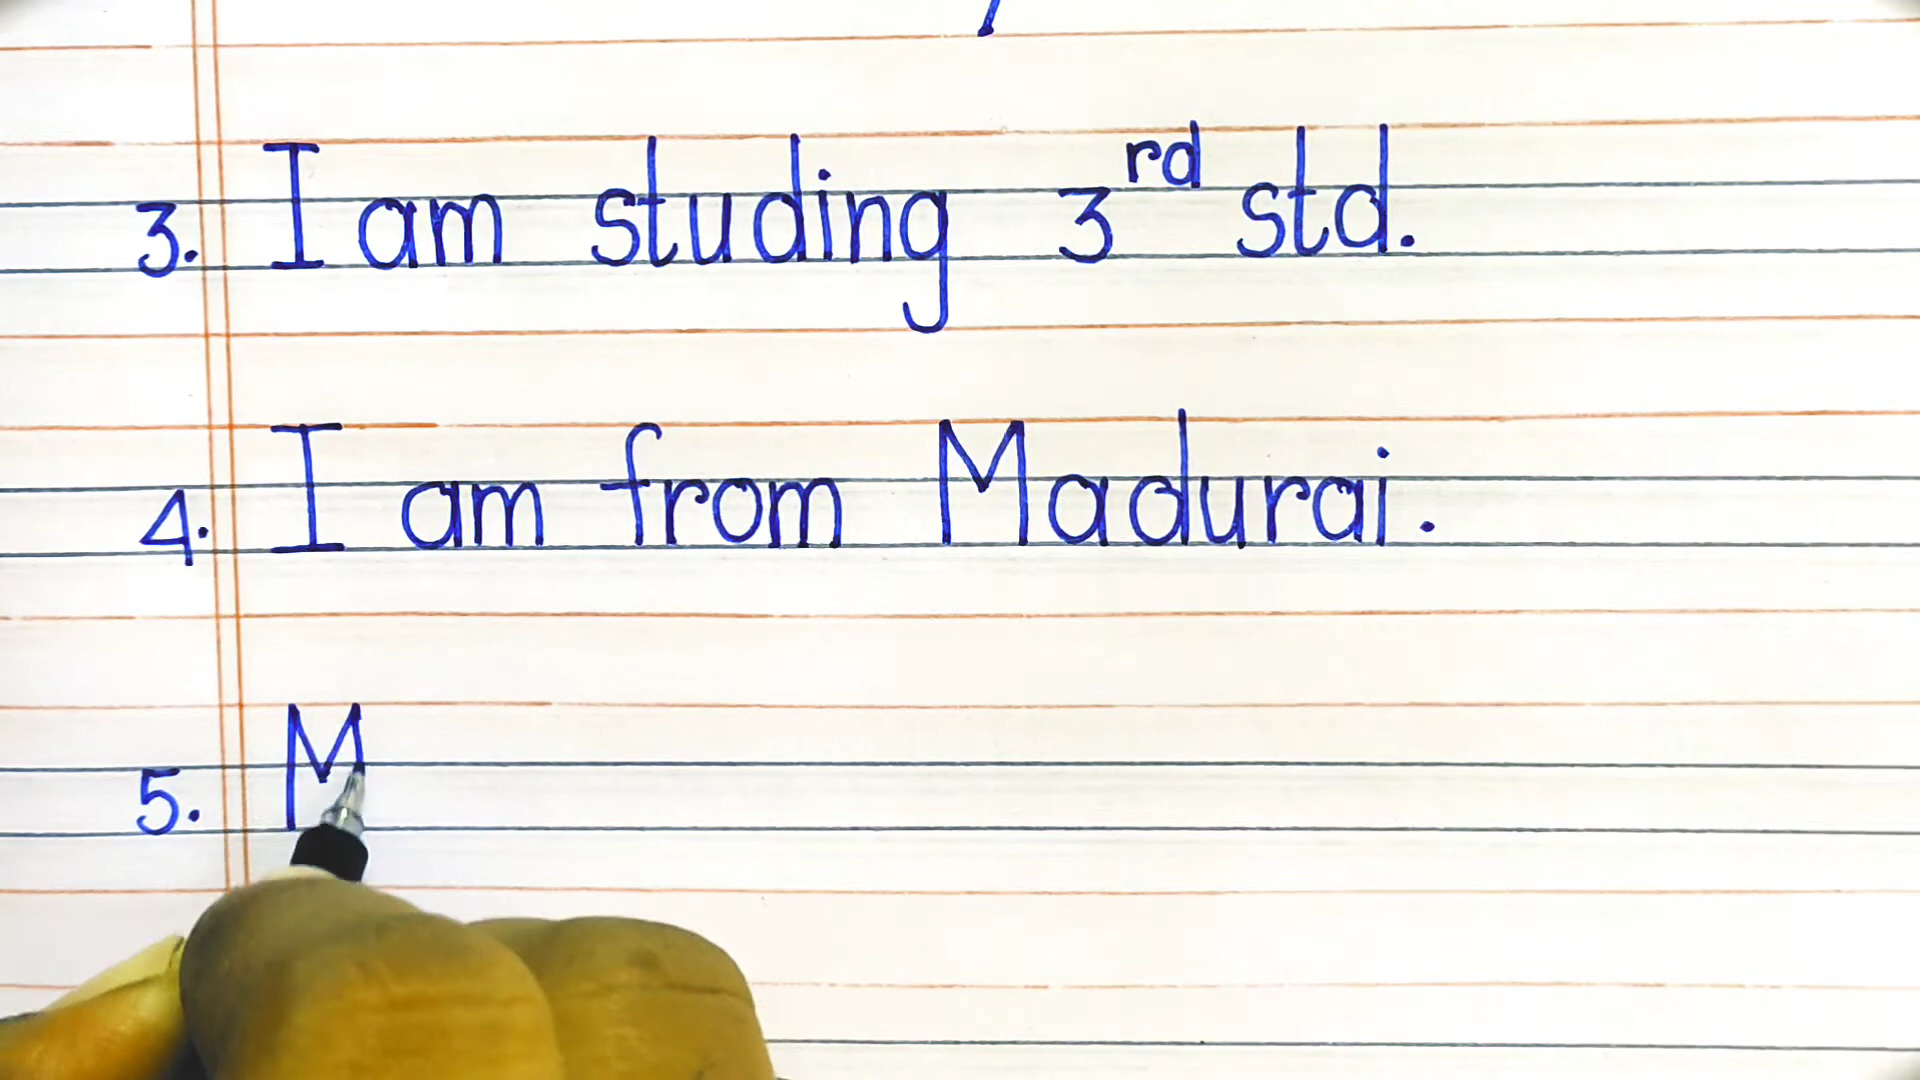 3. I am studing 3rd std.
4. I am from Madurai.
5. M